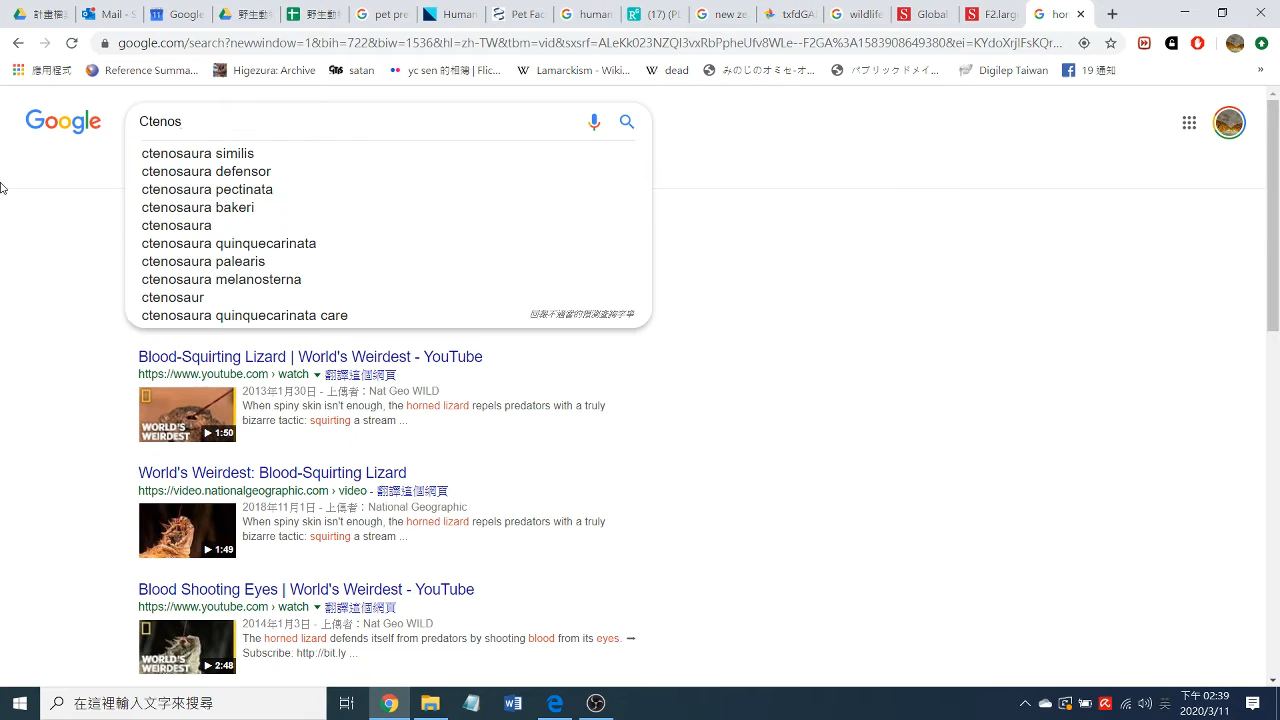 計畫檔
Mail - S
野生動
野生動
pet pre
Hurrin
Pet Ex
human
(17) (PD
new ze
RdGA
wildlife
Global
F2Lrg
horn
google.com/search?newwindow=1&bih=722&biw=1536&hl=zh-TW&tbm=vid&sxsrf=ALeKk023NZQI3vxRbPpheUfv8WLe--F2GA%3A1583908649380&ei=KYdoXrjIFsKQr...
應用程式
Reference Summa...
Higezura: Archive
satan
yc sen 的相簿 | Flic...
Lamarckism - Wiki...
dead
みのじのオミセ-オ...
パブリックドメイ...
Digilep Taiwan
19 通知
»
Google
Ctenos
ctenosaura similis
ctenosaura defensor
ctenosaura pectinata
ctenosaura bakeri
ctenosaura
ctenosaura quinquecarinata
ctenosaura palearis
ctenosaura melanosterna
ctenosaur
ctenosaura quinquecarinata care
回報不適當的預測查詢字串
Blood-Squirting Lizard | World's Weirdest - YouTube
https://www.youtube.com › watch ▼ 翻譯這個網頁
2013年1月30日 - 上傳者：Nat Geo WILD
When spiny skin isn't enough, the horned lizard repels predators with a truly
bizarre tactic: squirting a stream ...
WORLD'S
WEIRDEST
1:50
World's Weirdest: Blood-Squirting Lizard
https://video.nationalgeographic.com › video - 翻譯這個網頁
2018年11月1日 - 上傳者：National Geographic
When spiny skin isn't enough, the horned lizard repels predators with a truly
bizarre tactic: squirting a stream ...
1:49
Blood Shooting Eyes | World's Weirdest - YouTube
https://www.youtube.com › watch ▼ 翻譯這個網頁
2014年1月3日 - 上傳者：Nat Geo WILD
The horned lizard defends itself from predators by shooting blood from its eyes. ➡
Subscribe: http://bit.ly ...
WORLD'S
WEIRDEST
2:48
在這裡輸入文字來搜尋
下午 02:39
2020/3/11